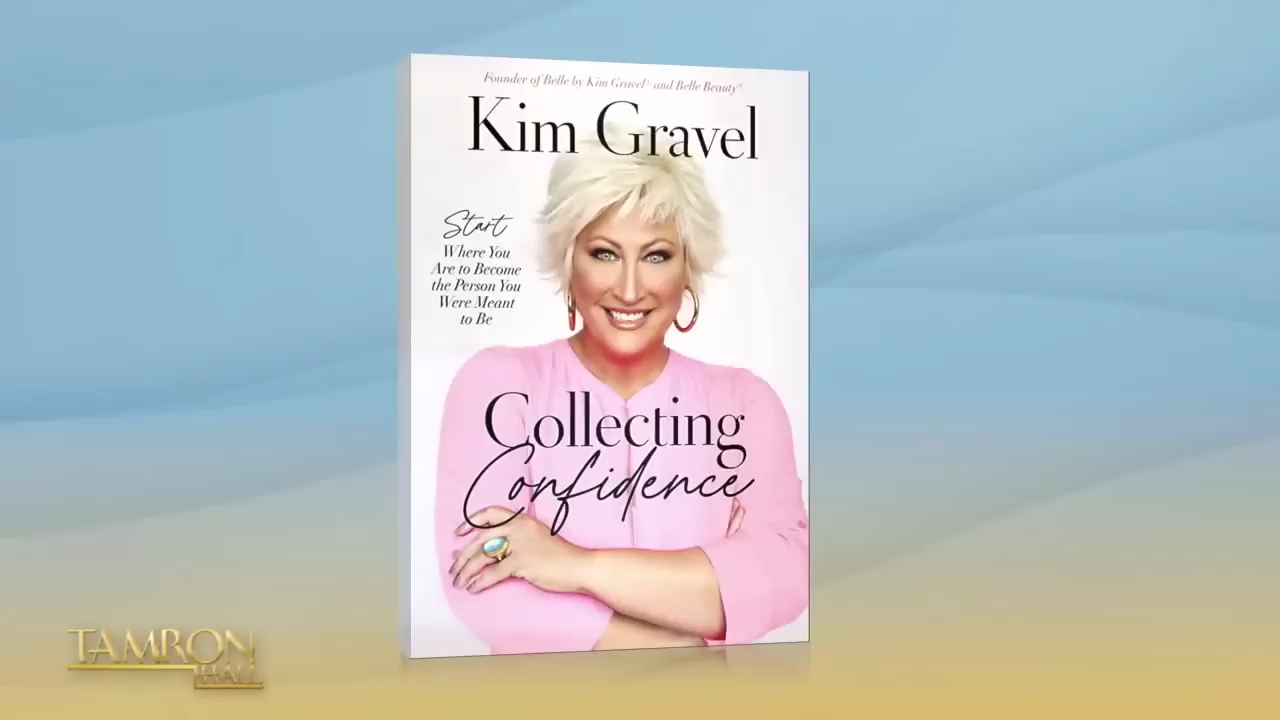 Founder of Belle by Kim Gravel® and Belle Beauty®
Kim Gravel
Start
Where You
Are to Become
the Person You
Were Meant
to Be
Collecting
Confidence
TAMRON
HALL